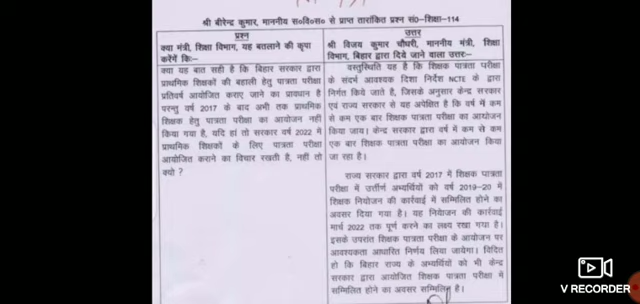 श्री बीरेन्द्र कुमार, माननीय स०वि०स० से प्राप्त तारांकित प्रश्न सं०-शिक्षा-114
प्रश्न
क्या मंत्री, शिक्षा विभाग, यह बतलाने की कृपा
करेंगें कि:-
क्या यह बात सही है कि बिहार सरकार द्वारा
प्राथमिक शिक्षकों की बहाली हेतु पात्रता परीक्षा
प्रतिवर्ष आयोजित कराए जाने का प्रावधान है
परन्तु वर्ष 2017 के बाद अभी तक प्राथमिक
शिक्षक हेतु पात्रता परीक्षा का आयोजन नहीं
किया गया है, यदि हां तो सरकार वर्ष 2022 में
प्राथमिक शिक्षकों के लिए पात्रता परीक्षा
आयोजित कराने का विचार रखती है, नहीं तो
क्यो ?
उत्तर
श्री विजय कुमार चौधरी, माननीय मंत्री, शिक्षा
विभाग, बिहार द्वारा दिये जाने वाला उत्तर:-
वस्तुस्थिति यह है कि शिक्षक पात्रता परीक्षा
के संदर्भ आवश्यक दिशा निर्देश NCTE के द्वारा
निर्गत किये जाते है, जिसके अनुसार केन्द्र सरकार
एवं राज्य सरकार से यह अपेक्षित है कि वर्ष में कम
से कम एक बार शिक्षक पात्रता परीक्षा का आयोजन
किया जाय। केन्द्र सरकार द्वारा वर्ष में कम से कम
एक बार शिक्षक पात्रता परीक्षा का आयोजन किया
जा रहा है।
राज्य सरकार द्वारा वर्ष 2017 में शिक्षक पात्रता
परीक्षा में उर्त्तीण अभ्यर्थियों को वर्ष 2019-20 में
शिक्षक नियोजन की कार्रवाई में सम्मिलित होने का
अवसर दिया गया है। यह नियोजन की कार्रवाई
मार्च 2022 तक पूर्ण करने का लक्ष्य रखा गया है।
इसके उपरांत शिक्षक पात्रता परीक्षा के आयोजन पर
आवश्यकता आधारित निर्णय लिया जायेगा। विदित
हो कि बिहार राज्य के अभ्यर्थियों को भी केन्द्र
सरकार द्वारा आयोजित शिक्षक पात्रता परीक्षा में
सम्मिलित होने का अवसर सम्मिलित है।
V RECORDER